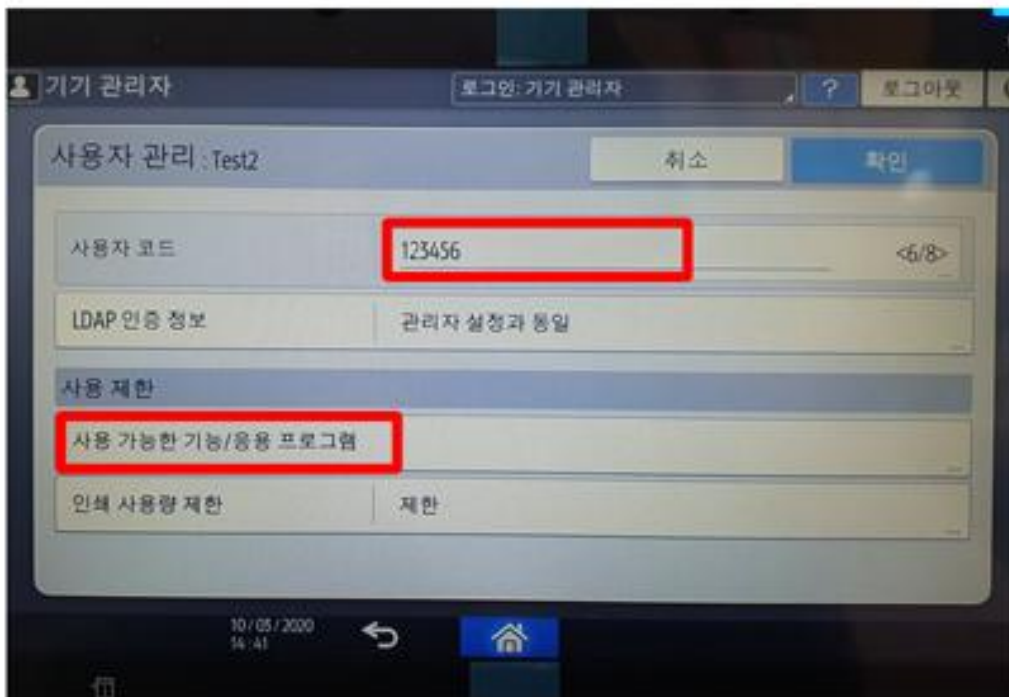 기기 관리자 로그인: 기기 관리자 ? 로그아웃
사용자 관리 : Test2 취소 확인
사용자 코드 123456 <6/8>
LDAP 인증 정보 관리자 설정과 동일
사용 제한
사용 가능한 기능/응용 프로그램
인쇄 사용량 제한 제한
10 / 03 / 2020
14 : 41